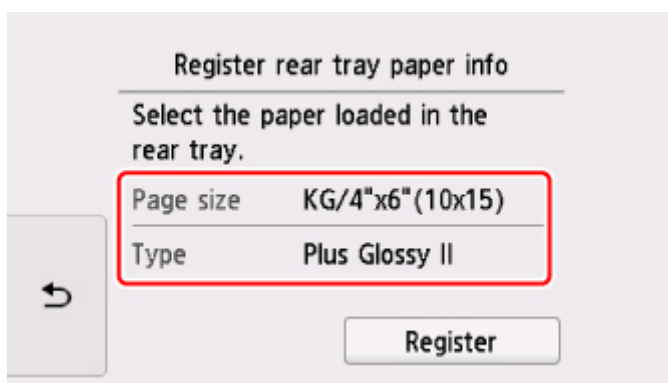 Register rear tray paper info
Select the paper loaded in the
rear tray.
Page size KG/4"x6"(10x15)
Type Plus Glossy II
Register